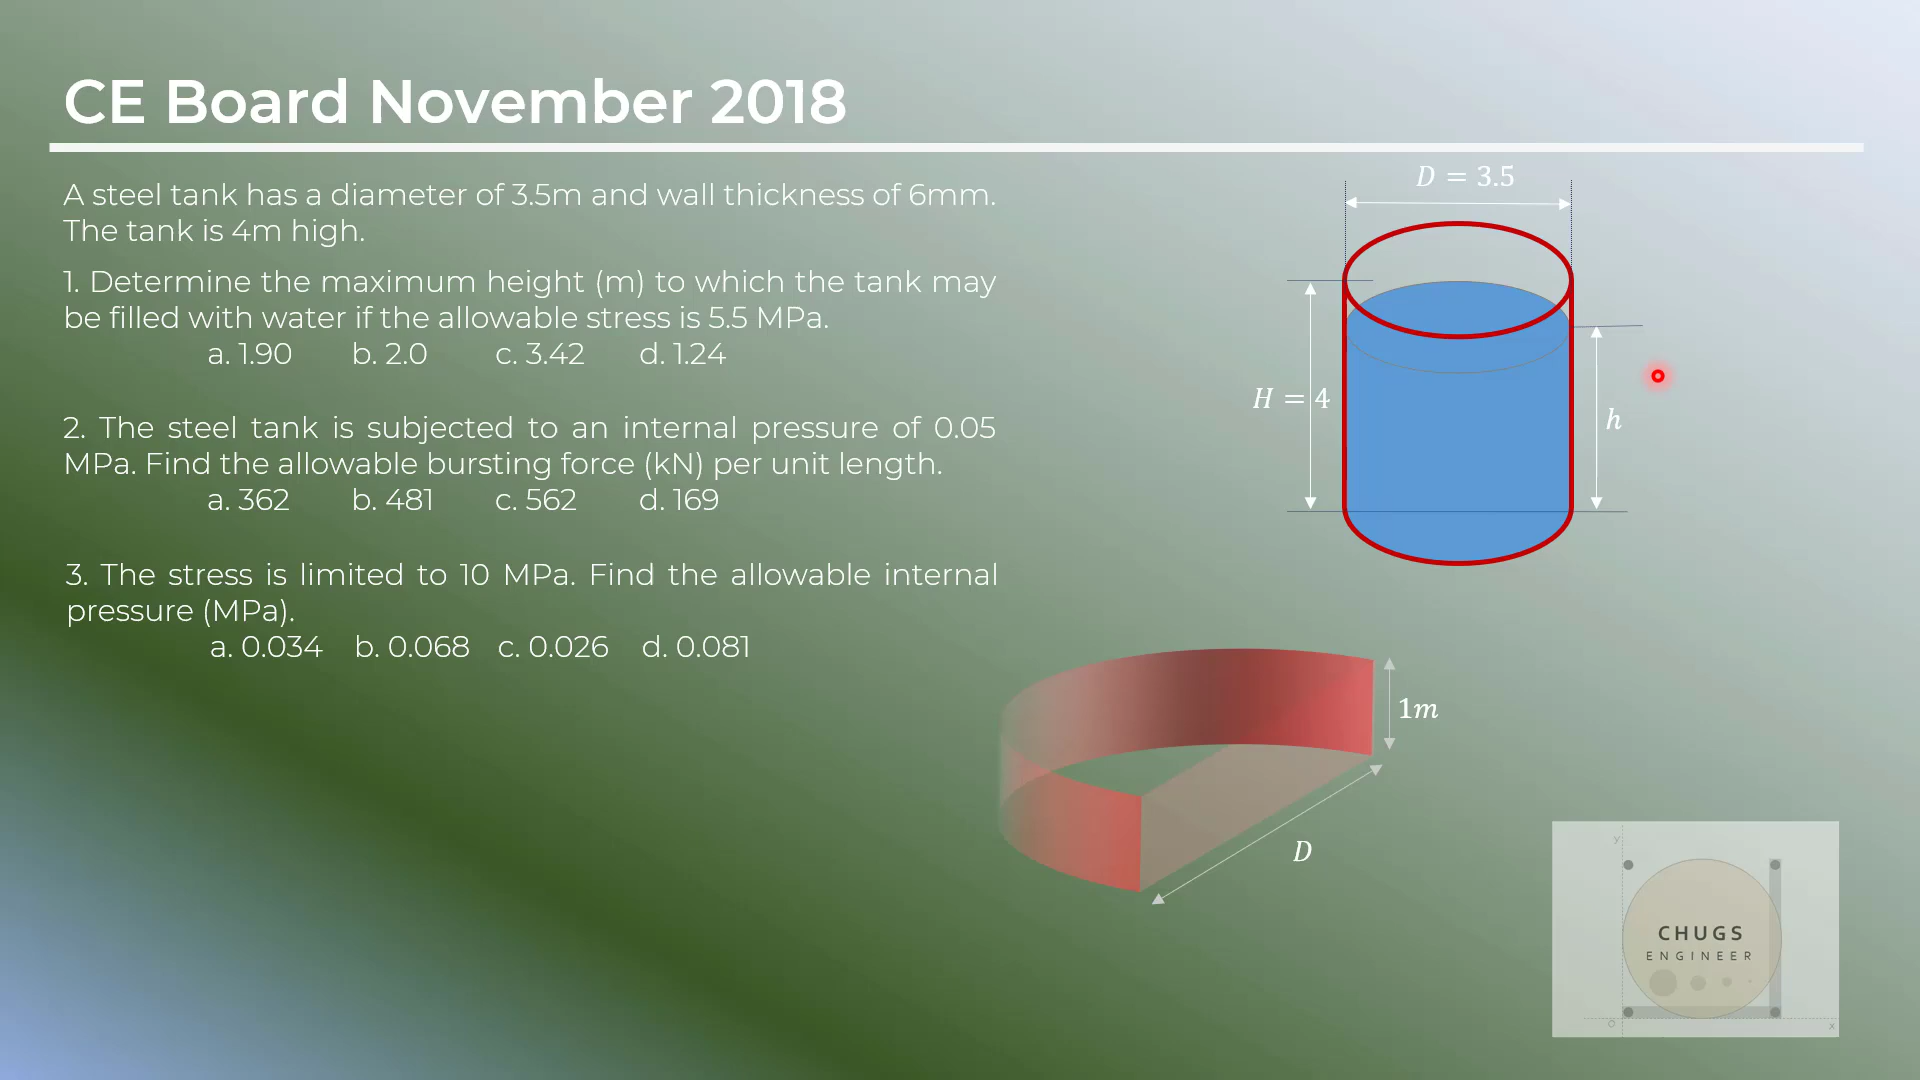 CE Board November 2018
A steel tank has a diameter of 3.5m and wall thickness of 6mm.
The tank is 4m high.
1. Determine the maximum height (m) to which the tank may
be filled with water if the allowable stress is 5.5 MPa.
a. 1.90 b. 2.0 c. 3.42 d. 1.24
2. The steel tank is subjected to an internal pressure of 0.05
MPa. Find the allowable bursting force (kN) per unit length.
a. 362 b. 481 c. 562 d. 169
3. The stress is limited to 10 MPa. Find the allowable internal
pressure (MPa).
a. 0.034 b. 0.068 c. 0.026 d. 0.081
D = 3.5
H = 4
h
1m
D
y
CHUGS
ENGINEER
O
x